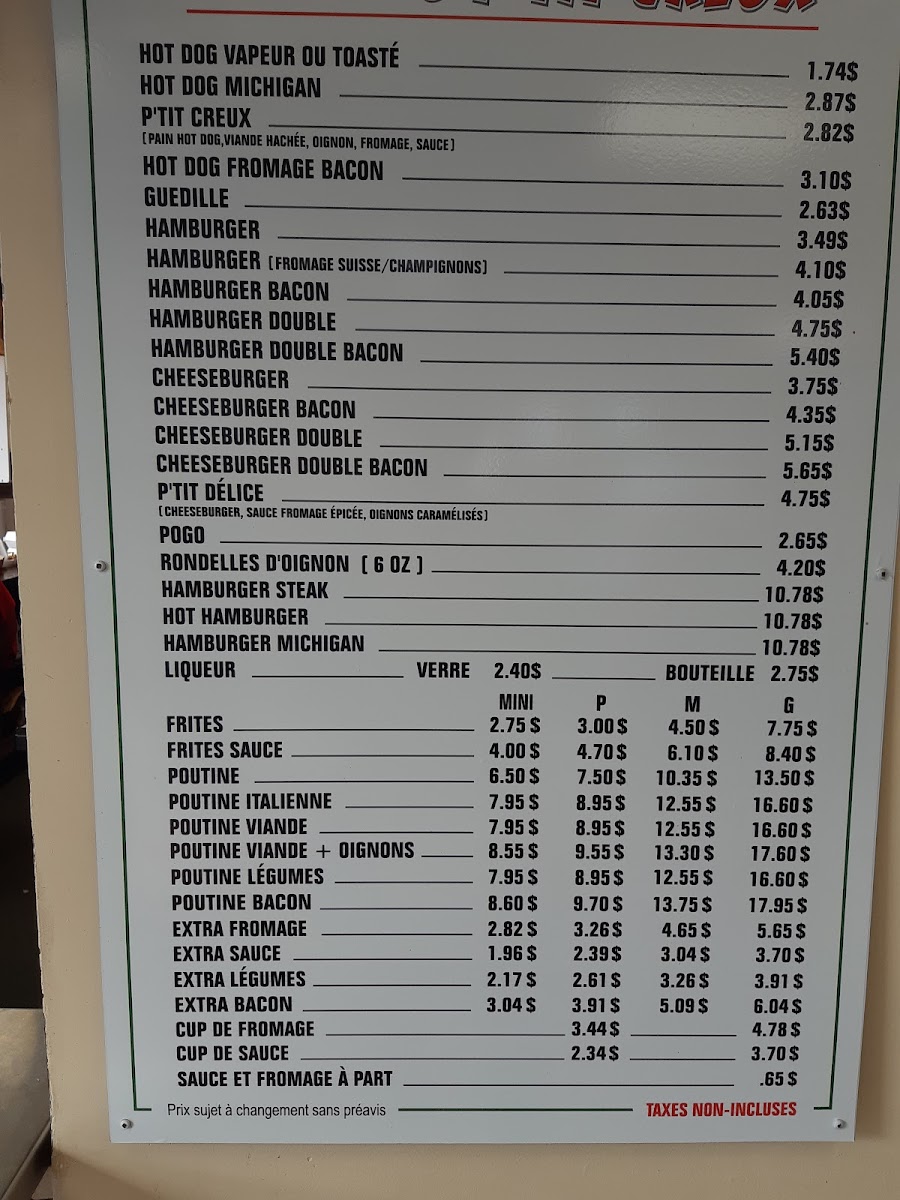 HOT DOG VAPEUR OU TOASTÉ 1.74$
HOT DOG MICHIGAN 2.87$
P'TIT CREUX 2.82$
[PAIN HOT DOG,VIANDE HACHÉE, OIGNON, FROMAGE, SAUCE]
HOT DOG FROMAGE BACON 3.10$
GUEDILLE 2.63$
HAMBURGER 3.49$
HAMBURGER [FROMAGE SUISSE/CHAMPIGNONS] 4.10$
HAMBURGER BACON 4.05$
HAMBURGER DOUBLE 4.75$
HAMBURGER DOUBLE BACON 5.40$
CHEESEBURGER 3.75$
CHEESEBURGER BACON 4.35$
CHEESEBURGER DOUBLE 5.15$
CHEESEBURGER DOUBLE BACON 5.65$
P'TIT DÉLICE 4.75$
[CHEESEBURGER, SAUCE FROMAGE ÉPICÉE, OIGNONS CARAMÉLISÉS]
POGO 2.65$
RONDELLES D'OIGNON [ 6 OZ ] 4.20$
HAMBURGER STEAK 10.78$
HOT HAMBURGER 10.78$
HAMBURGER MICHIGAN 10.78$
LIQUEUR VERRE 2.40$ BOUTEILLE 2.75$
MINI P M G
FRITES 2.75$ 3.00$ 4.50$ 7.75$
FRITES SAUCE 4.00$ 4.70$ 6.10$ 8.40$
POUTINE 6.50$ 7.50$ 10.35$ 13.50$
POUTINE ITALIENNE 7.95$ 8.95$ 12.55$ 16.60$
POUTINE VIANDE 7.95$ 8.95$ 12.55$ 16.60$
POUTINE VIANDE + OIGNONS 8.55$ 9.55$ 13.30$ 17.60$
POUTINE LÉGUMES 7.95$ 8.95$ 12.55$ 16.60$
POUTINE BACON 8.60$ 9.70$ 13.75$ 17.95$
EXTRA FROMAGE 2.82$ 3.26$ 4.65$ 5.65$
EXTRA SAUCE 1.96$ 2.39$ 3.04$ 3.70$
EXTRA LÉGUMES 2.17$ 2.61$ 3.26$ 3.91$
EXTRA BACON 3.04$ 3.91$ 5.09$ 6.04$
CUP DE FROMAGE 3.44$ 4.78$
CUP DE SAUCE 2.34$ 3.70$
SAUCE ET FROMAGE À PART .65$
Prix sujet à changement sans préavis TAXES NON-INCLUSES